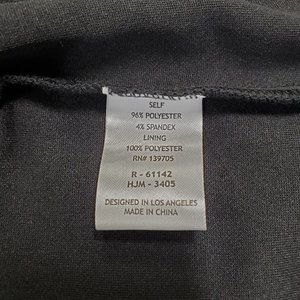 SELF
96% POLYESTER
4% SPANDEX
LINING
100% POLYESTER
RN# 139705
R - 61142
HJM - 3405
DESIGNED IN LOS ANGELES
MADE IN CHINA